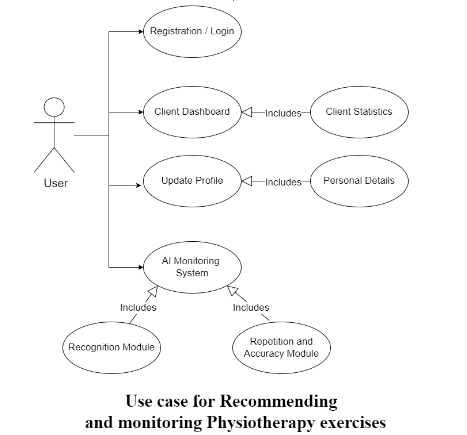 Registration / Login
Client Dashboard
Includes
Client Statistics
User
Update Profile
Includes
Personal Details
AI Monitoring
System
Includes
Includes
Recognition Module
Repetition and
Accuracy Module
Use case for Recommending
and monitoring Physiotherapy exercises